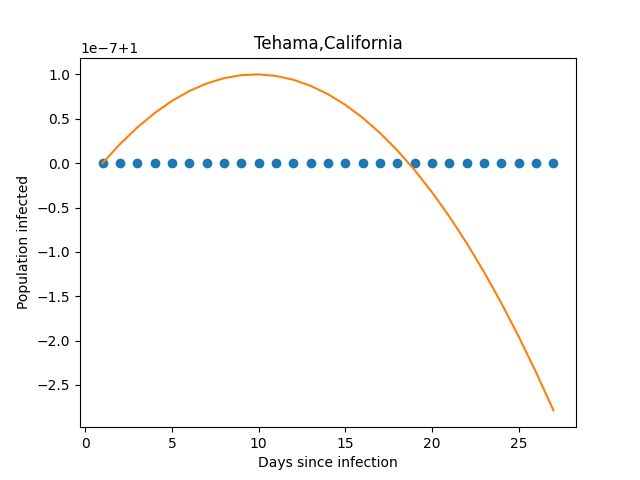 Tehama,California
1e−7+1
1.0
0.5
0.0
−0.5
−1.0
−1.5
−2.0
−2.5
Population infected
0 5 10 15 20 25
Days since infection